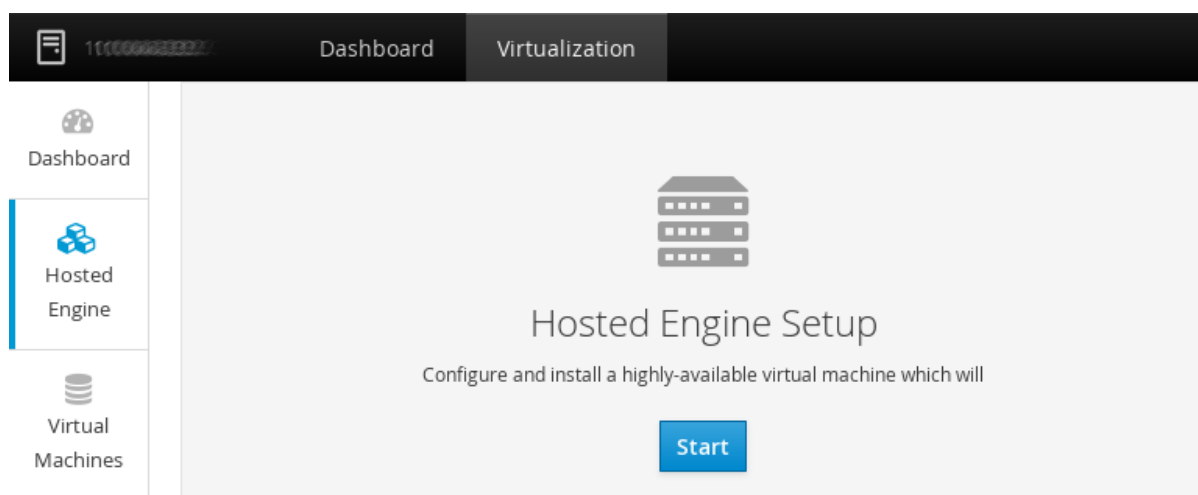 Dashboard Virtualization
Dashboard
Hosted
Engine
Virtual
Machines
Hosted Engine Setup
Configure and install a highly-available virtual machine which will
Start